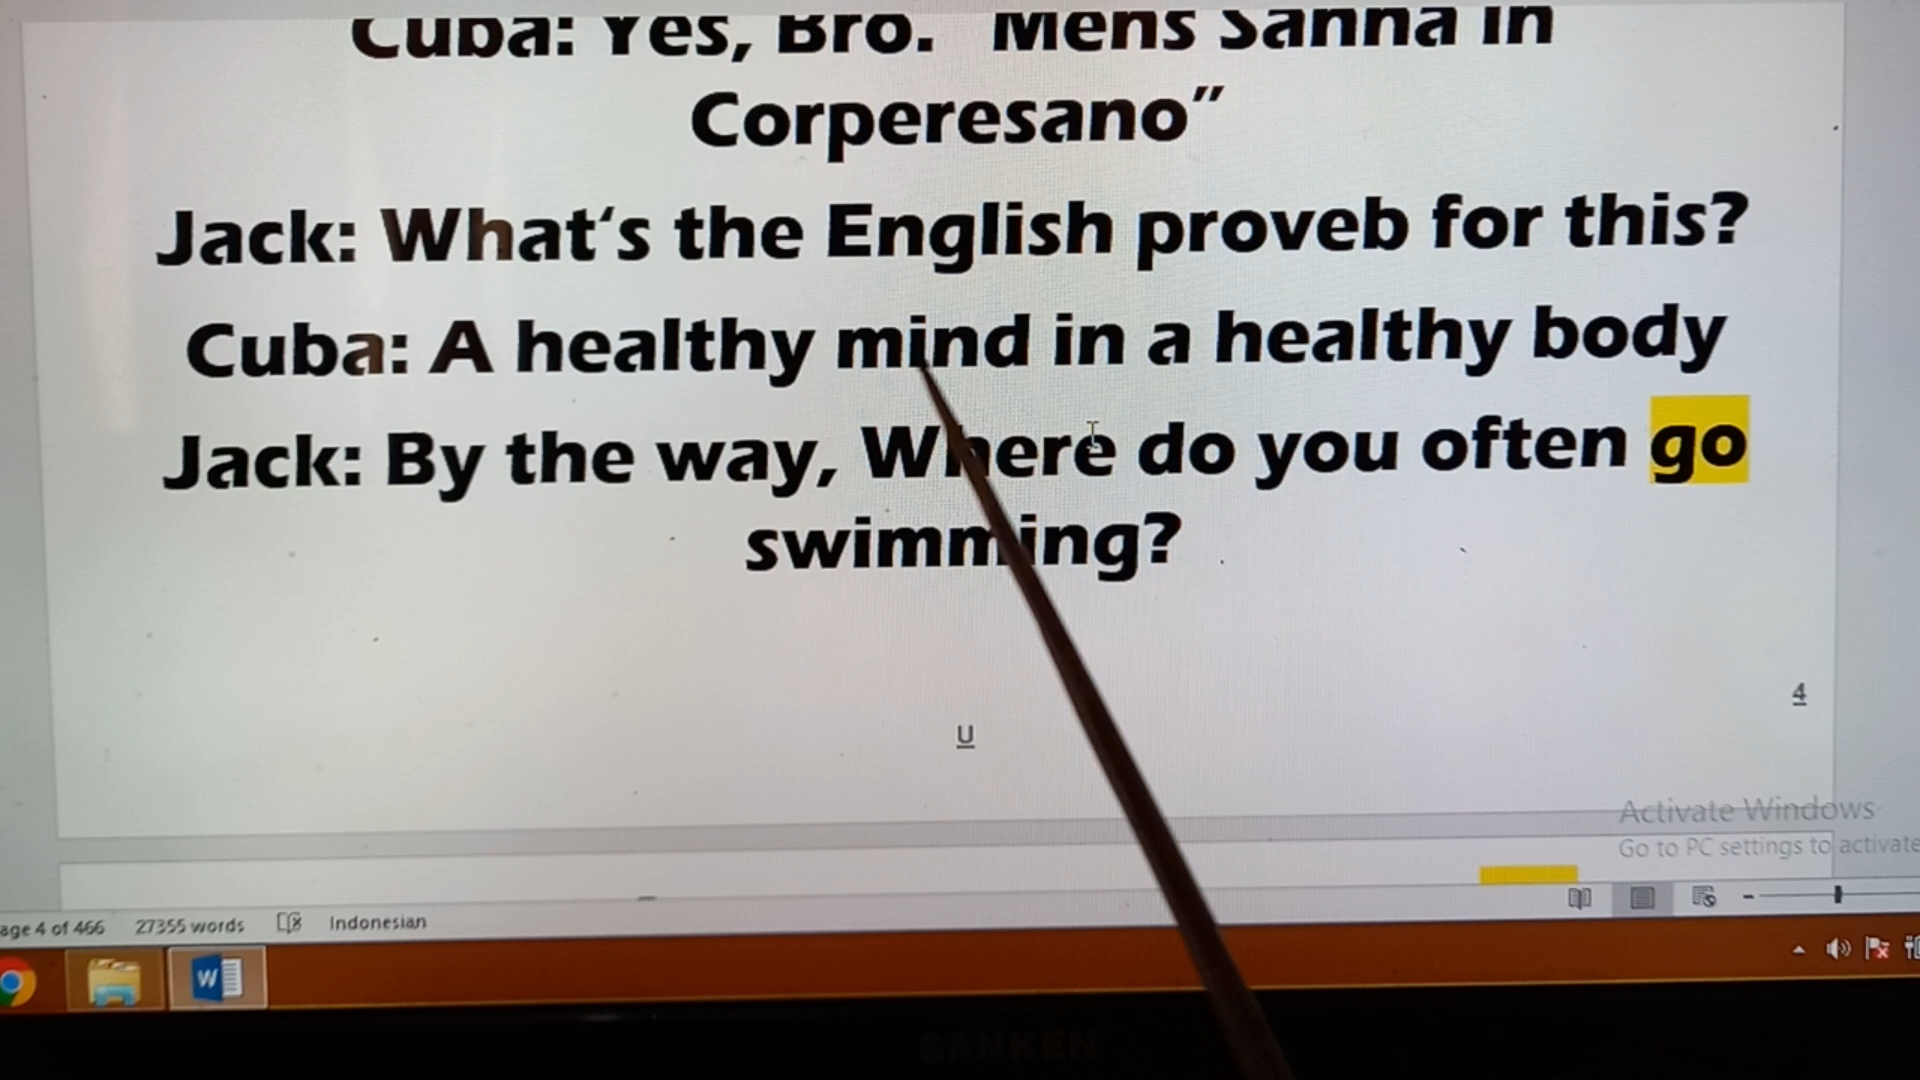 Cuba: Yes, Bro. "Mens Sanna in
Corperesano”
Jack: What‘s the English proveb for this?
Cuba: A healthy mind in a healthy body
Jack: By the way, Where do you often go
swimming?
4
U
Activate Windows
Go to PC settings to activate
age 4 of 466 27355 words Indonesian
W
SANKEN